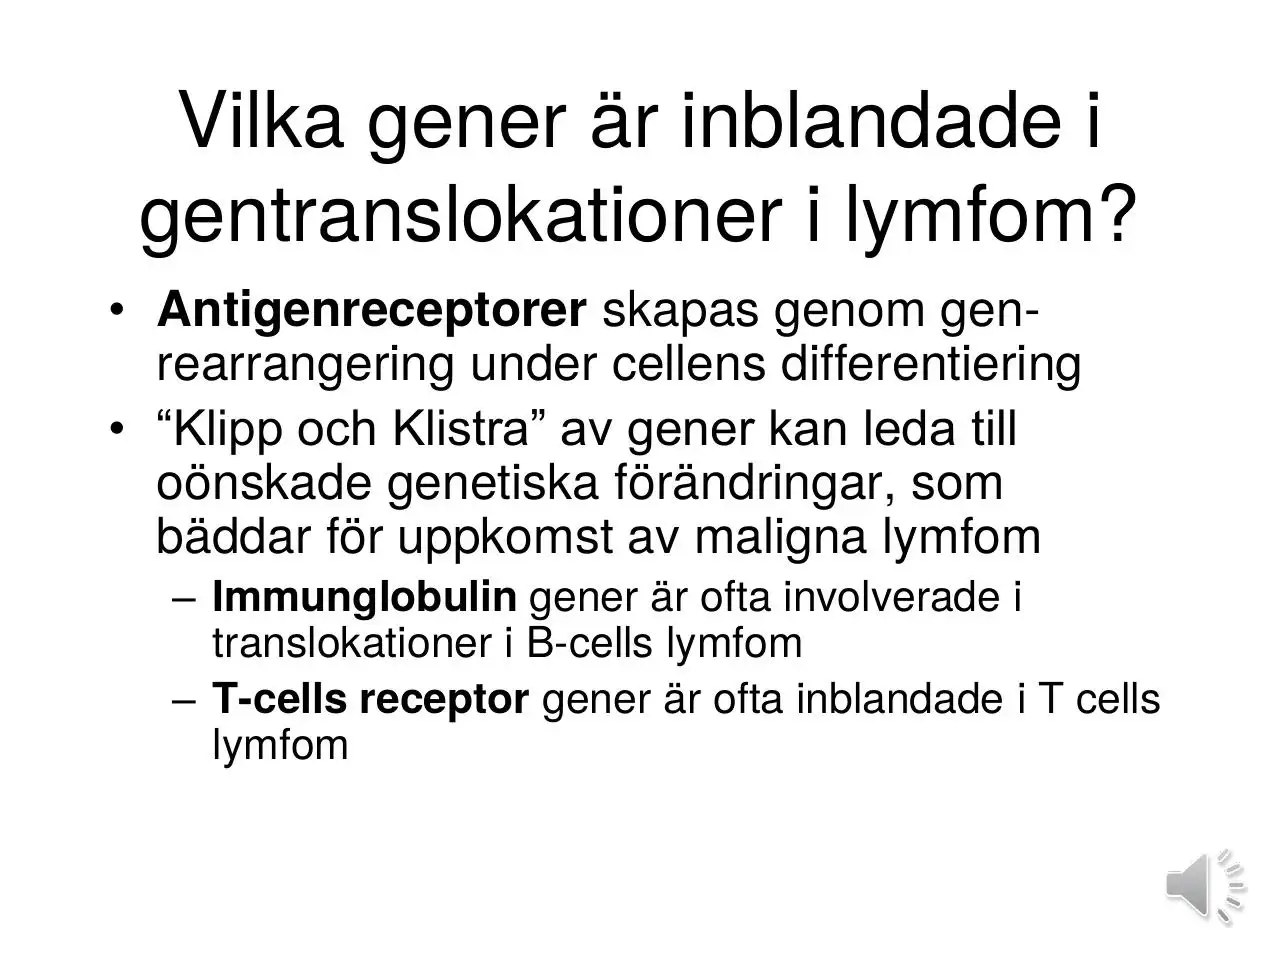 Vilka gener är inblandade i
gentranslokationer i lymfom?
• Antigenreceptorer skapas genom gen-
rearrangering under cellens differentiering
• “Klipp och Klistra” av gener kan leda till
oönskade genetiska förändringar, som
bäddar för uppkomst av maligna lymfom
– Immunglobulin gener är ofta involverade i
translokationer i B-cells lymfom
– T-cells receptor gener är ofta inblandade i T cells
lymfom